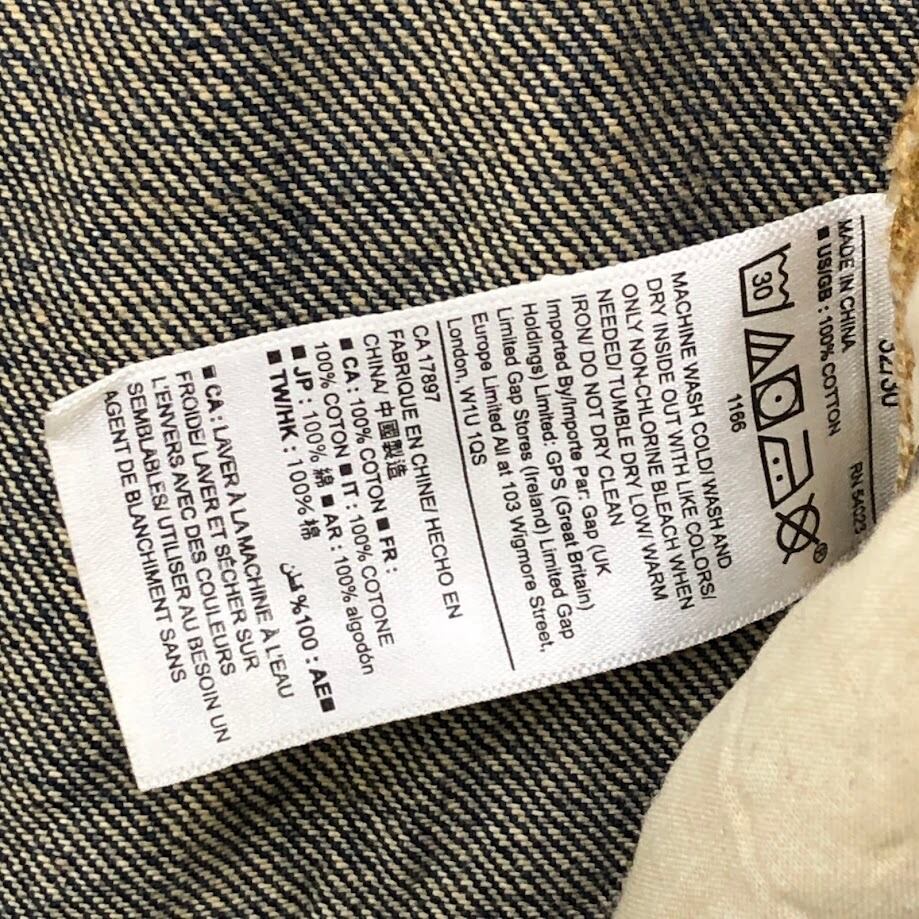 32/30
RN 54023
MADE IN CHINA
■ US/GB : 100% COTTON
30
®
1166
MACHINE WASH COLD/ WASH AND
DRY INSIDE OUT WITH LIKE COLORS/
ONLY NON-CHLORINE BLEACH WHEN
NEEDED/ TUMBLE DRY LOW/ WARM
IRON/ DO NOT DRY CLEAN
Imported By/Importe Par: Gap (UK
Holdings) Limited: GPS (Great Britain)
Limited Gap Stores (Ireland) Limited Gap
Europe Limited All at 103 Wigmore Street,
London, W1U 1QS
CA 17897
FABRIQUE EN CHINE/ HECHO EN
CHINA/ 中國製造
■ CA : 100% COTON ■ FR :
100% COTON ■ IT : 100% COTONE
■ JP : 100% 綿 ■ AR : 100% algodón
■ TW/HK : 100% 棉
■AE : 100% قطن
■ CA : LAVER À LA MACHINE À L'EAU
FROIDE/ LAVER ET SÉCHER SUR
L'ENVERS AVEC DES COULEURS
SEMBLABLES/ UTILISER AU BESOIN UN
AGENT DE BLANCHIMENT SANS